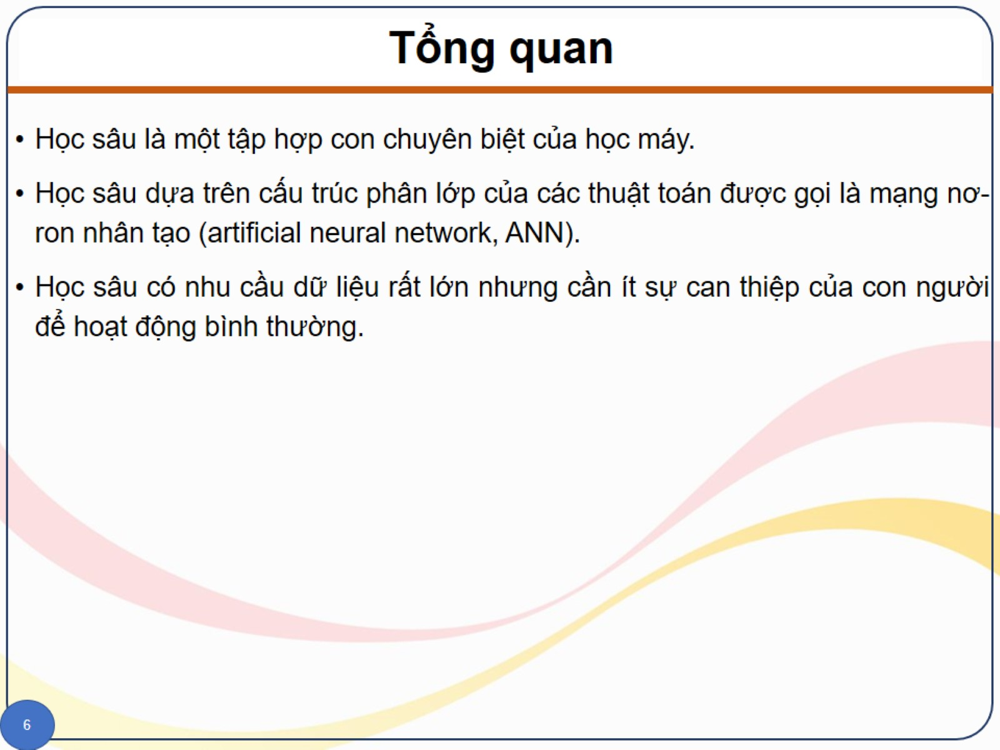 Tổng quan
• Học sâu là một tập hợp con chuyên biệt của học máy.
• Học sâu dựa trên cấu trúc phân lớp của các thuật toán được gọi là mạng nơ-
ron nhân tạo (artificial neural network, ANN).
• Học sâu có nhu cầu dữ liệu rất lớn nhưng cần ít sự can thiệp của con người
để hoạt động bình thường.
6